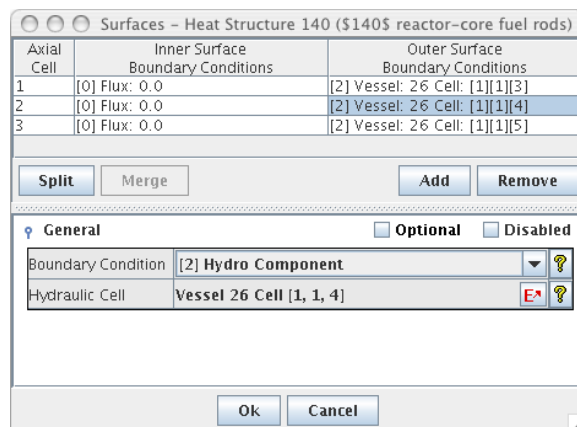 Surfaces - Heat Structure 140 ($140$ reactor-core fuel rods)
Axial Cell Inner Surface Boundary Conditions Outer Surface Boundary Conditions
1 [0] Flux: 0.0 [2] Vessel: 26 Cell: [1][1][3]
2 [0] Flux: 0.0 [2] Vessel: 26 Cell: [1][1][4]
3 [0] Flux: 0.0 [2] Vessel: 26 Cell: [1][1][5]
Split Merge Add Remove
General Optional Disabled
Boundary Condition [2] Hydro Component ?
Hydraulic Cell Vessel 26 Cell [1, 1, 4] E ?
Ok Cancel